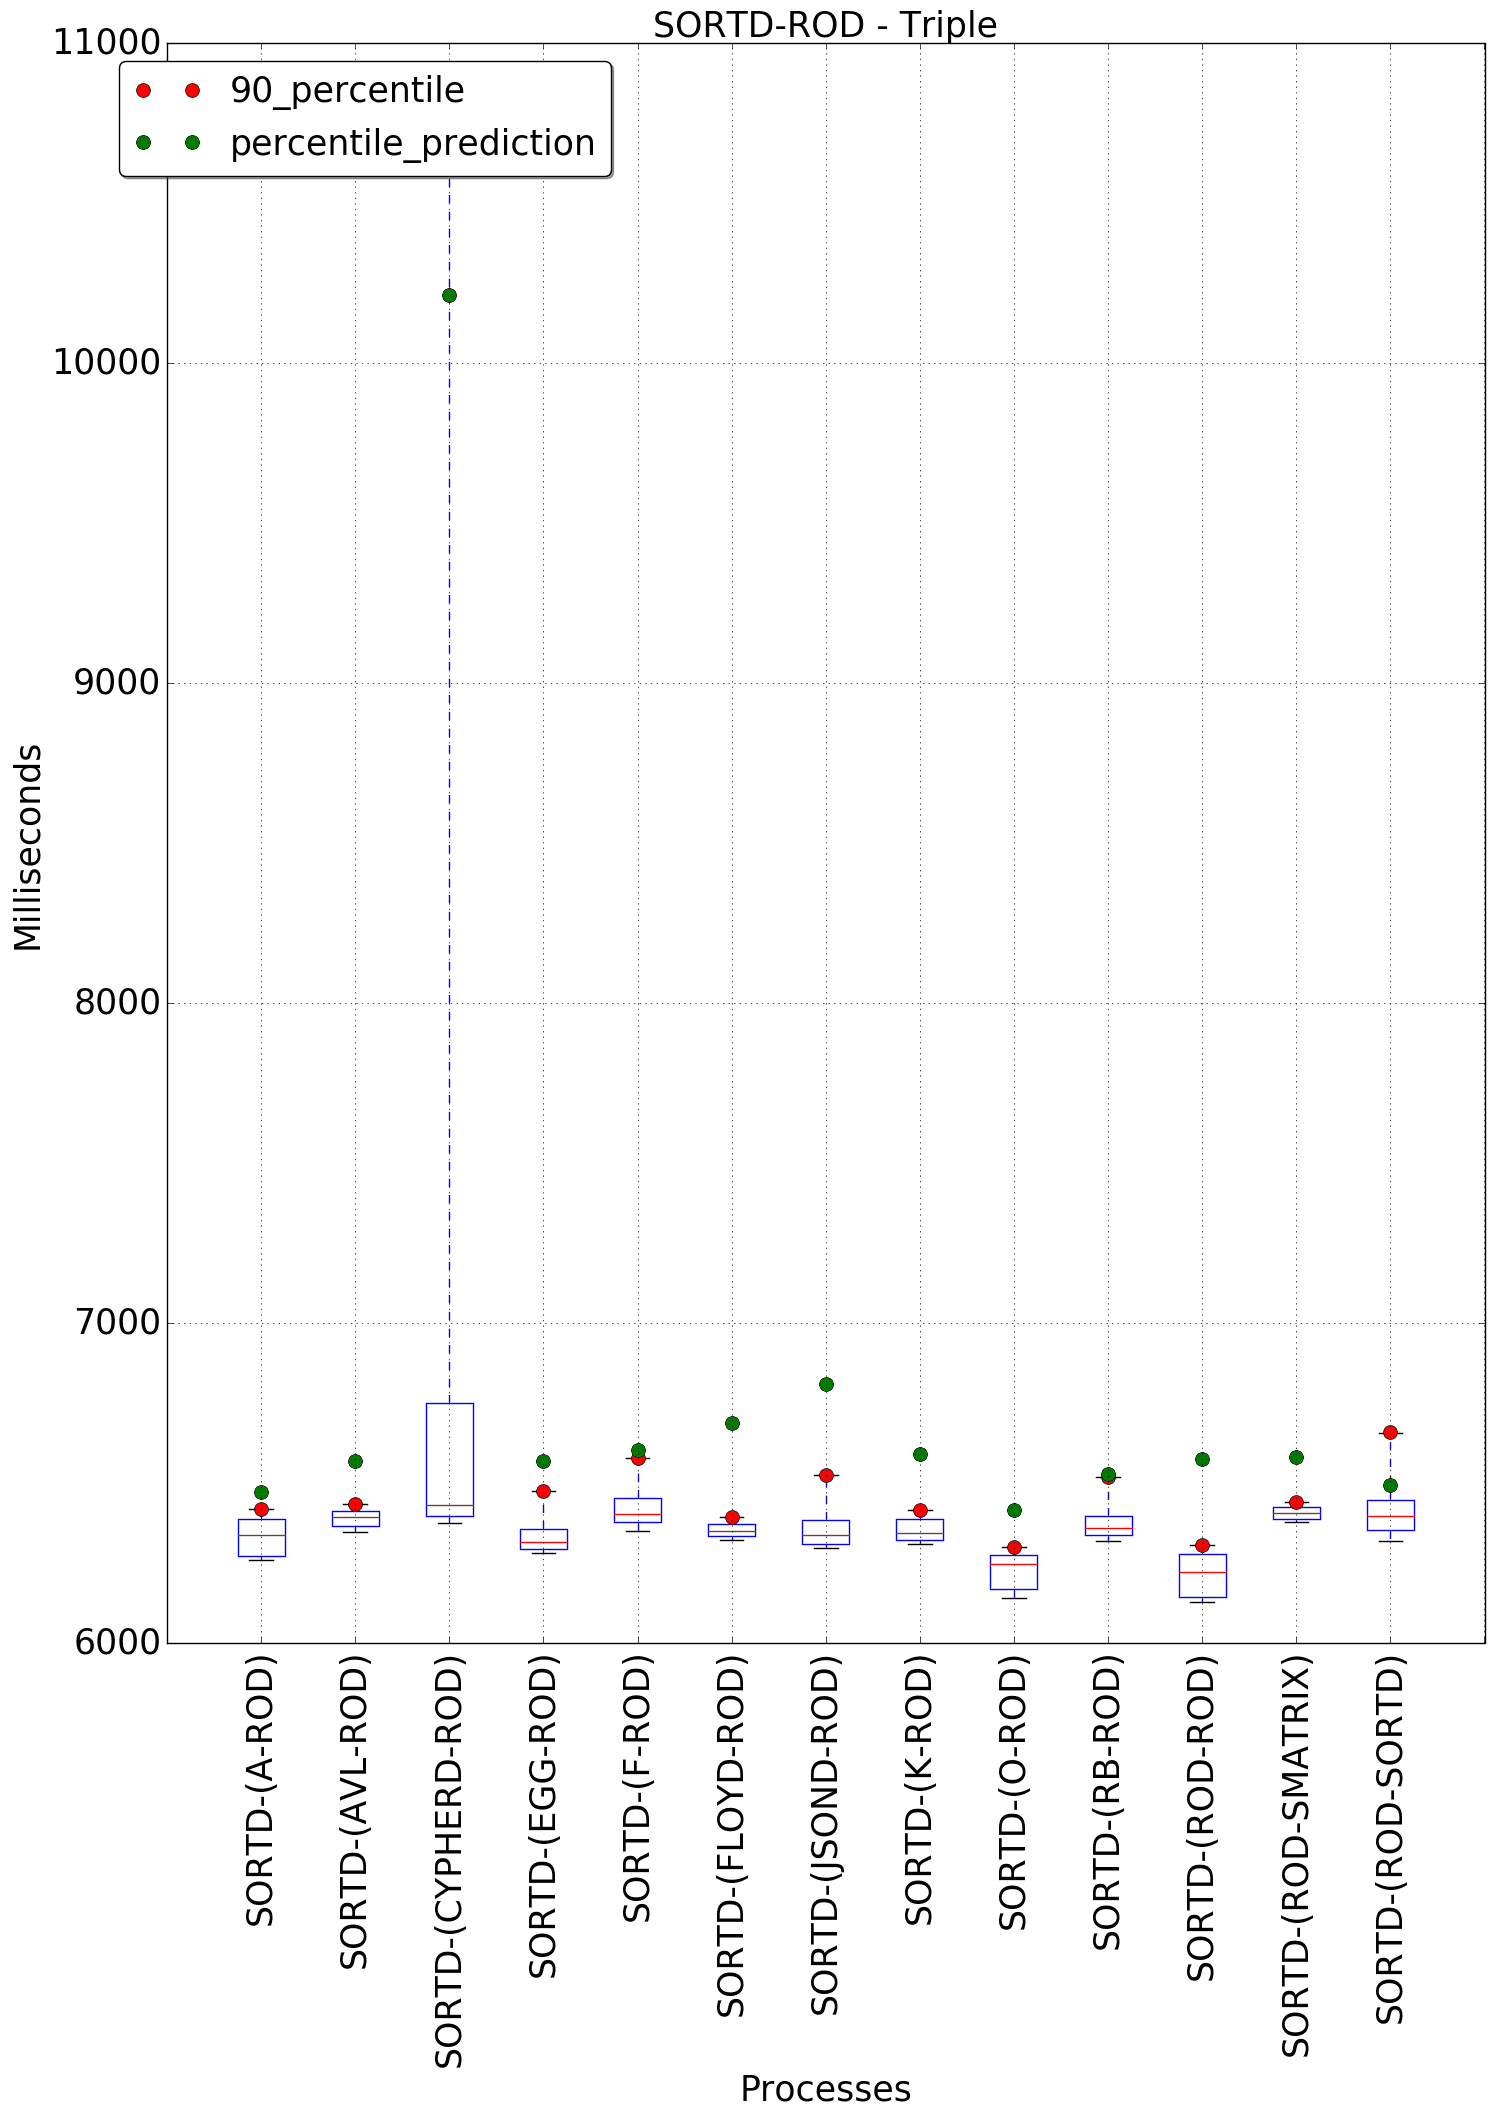 SORTD-ROD - Triple
11000
90_percentile
percentile_prediction
10000
9000
8000
7000
6000
Milliseconds
SORTD-(A-ROD)
SORTD-(AVL-ROD)
SORTD-(CYPHERD-ROD)
SORTD-(EGG-ROD)
SORTD-(F-ROD)
SORTD-(FLOYD-ROD)
SORTD-(JSOND-ROD)
SORTD-(K-ROD)
SORTD-(O-ROD)
SORTD-(RB-ROD)
SORTD-(ROD-ROD)
SORTD-(ROD-SMATRIX)
SORTD-(ROD-SORTD)
Processes